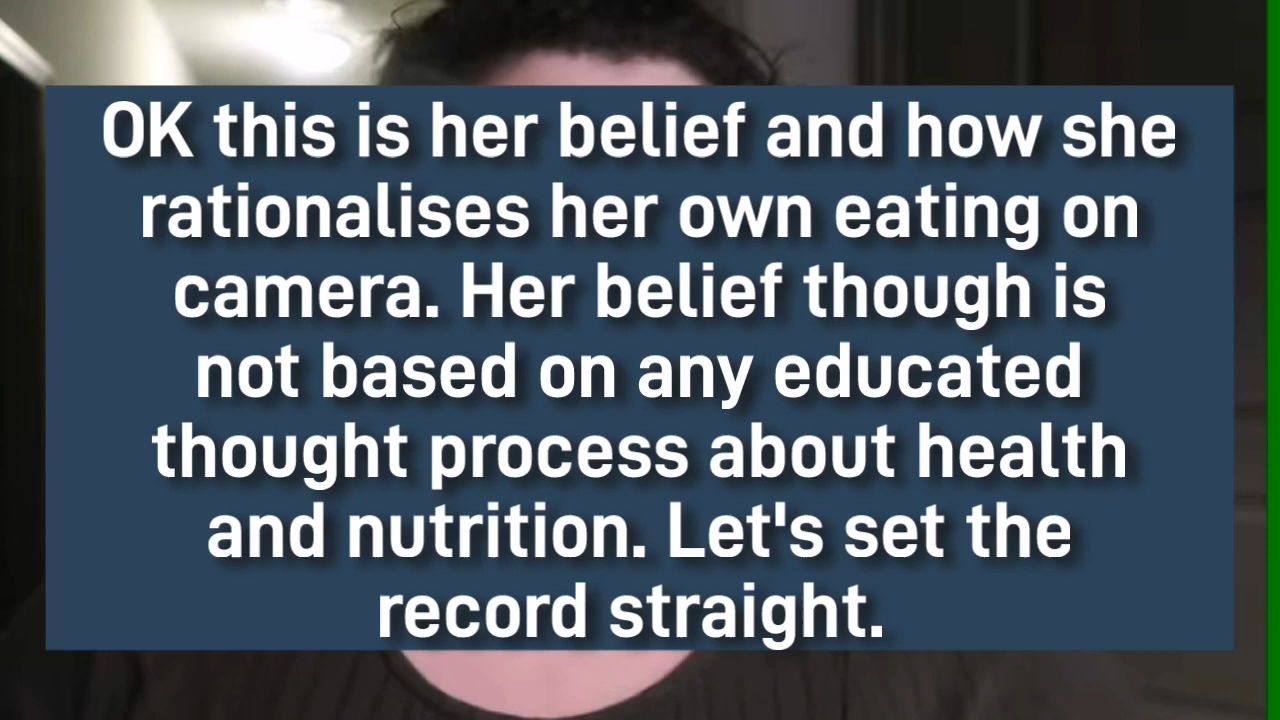 OK this is her belief and how she
rationalises her own eating on
camera. Her belief though is
not based on any educated
thought process about health
and nutrition. Let's set the
record straight.